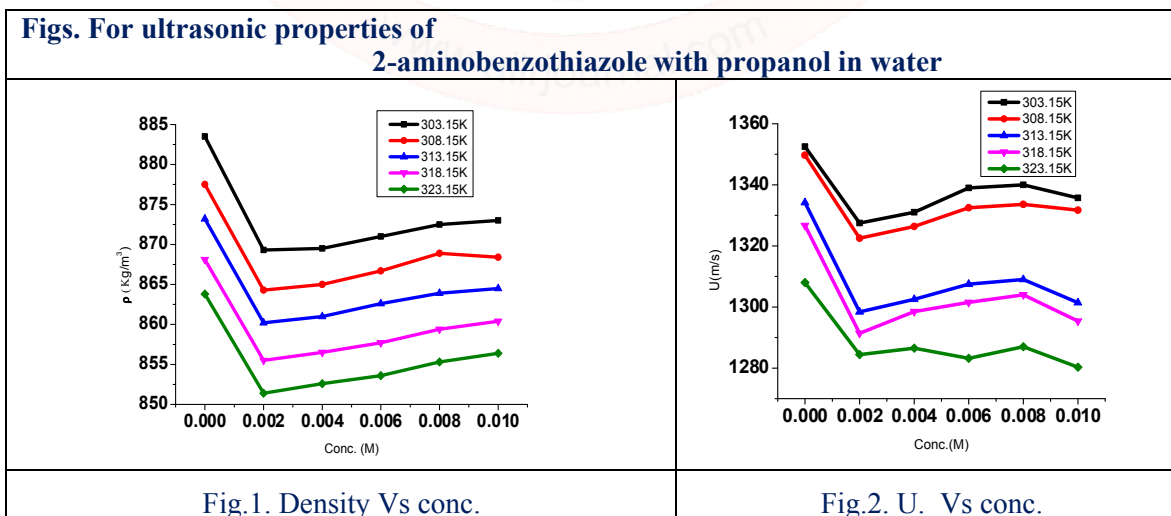 Figs. For ultrasonic properties of
2-aminobenzothiazole with propanol in water
303.15K
308.15K
313.15K
318.15K
323.15K
885
880
875
870
865
860
855
850
ρ ( Kg/m³
0.000 0.002 0.004 0.006 0.008 0.010
Conc. (M)
303.15K
308.15K
313.15K
318.15K
323.15K
1360
1340
1320
1300
1280
U(m/s)
0.000 0.002 0.004 0.006 0.008 0.010
Conc.(M)
Fig.1. Density Vs conc.
Fig.2. U. Vs conc.